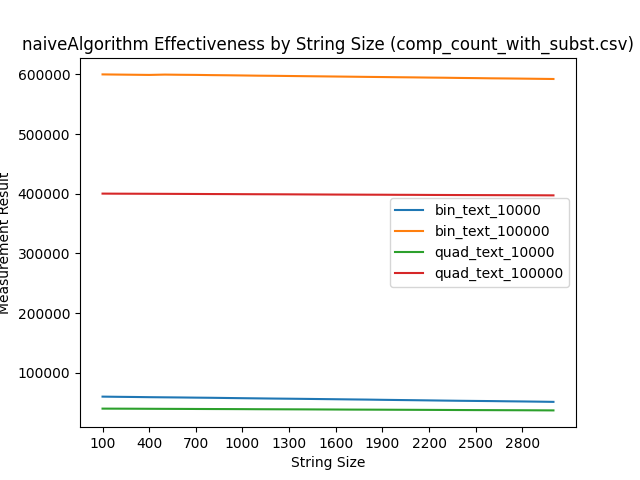 naiveAlgorithm Effectiveness by String Size (comp_count_with_subst.csv)
600000
500000
400000
300000
200000
100000
Measurement Result
bin_text_10000
bin_text_100000
quad_text_10000
quad_text_100000
100 400 700 1000 1300 1600 1900 2200 2500 2800
String Size